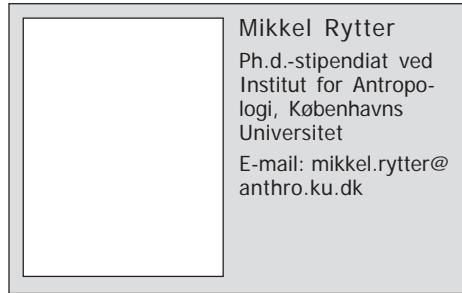 Mikkel Rytter
Ph.d.-stipendiat ved
Institut for Antropo-
logi, Københavns
Universitet
E-mail: mikkel.rytter@
anthro.ku.dk